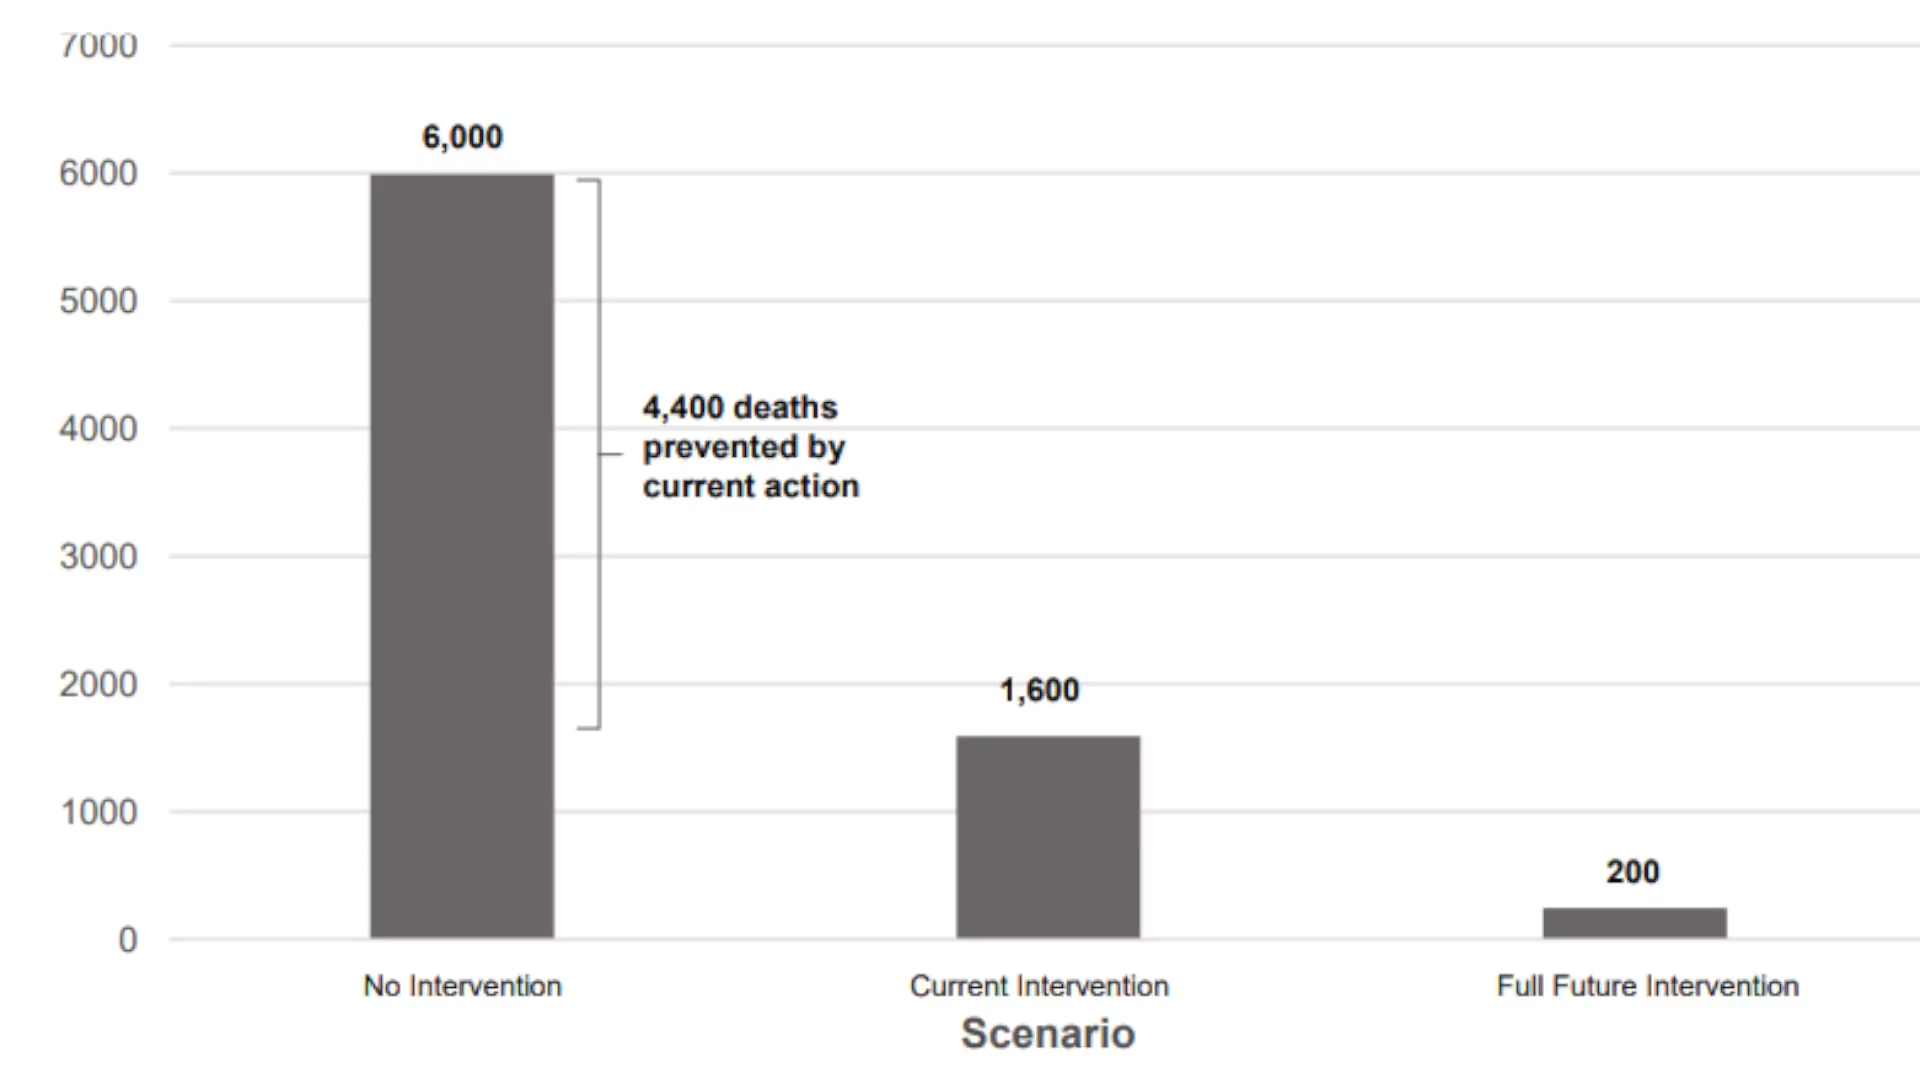 7000
6,000
6000
5000
4,400 deaths
4000
prevented by
current action
3000
2000
1,600
1000
200
0
No Intervention
Current Intervention
Full Future Intervention
Scenario